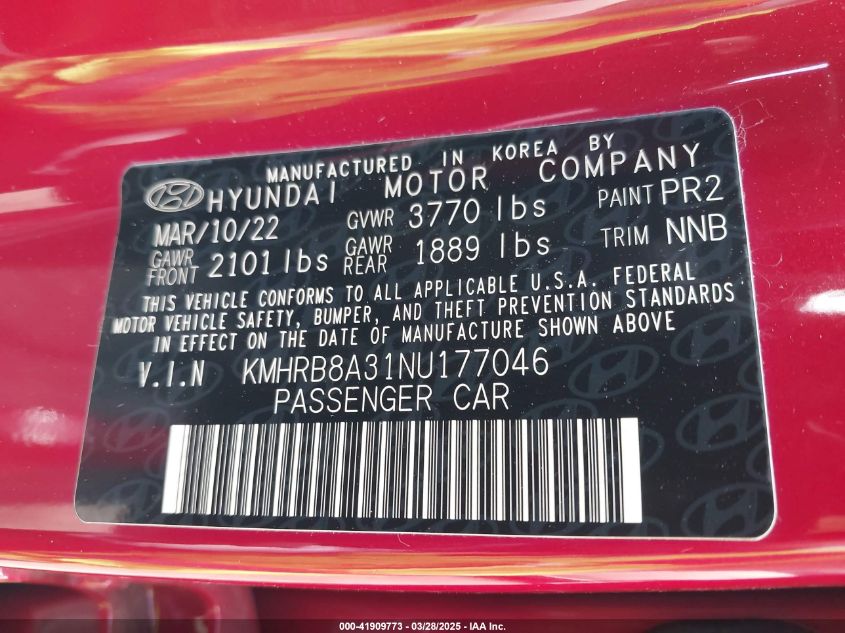 MANUFACTURED IN KOREA BY
HYUNDAI MOTOR COMPANY
MAR/10/22 GVWR 3770 lbs PAINT PR2
GAWR FRONT 2101 lbs GAWR REAR 1889 lbs TRIM NNB
THIS VEHICLE CONFORMS TO ALL APPLICABLE U.S.A. FEDERAL
MOTOR VEHICLE SAFETY, BUMPER, AND THEFT PREVENTION STANDARDS
IN EFFECT ON THE DATE OF MANUFACTURE SHOWN ABOVE
V.I.N KMHRB8A31NU177046
PASSENGER CAR
000-41909773 — 03/28/2025 — IAA Inc.